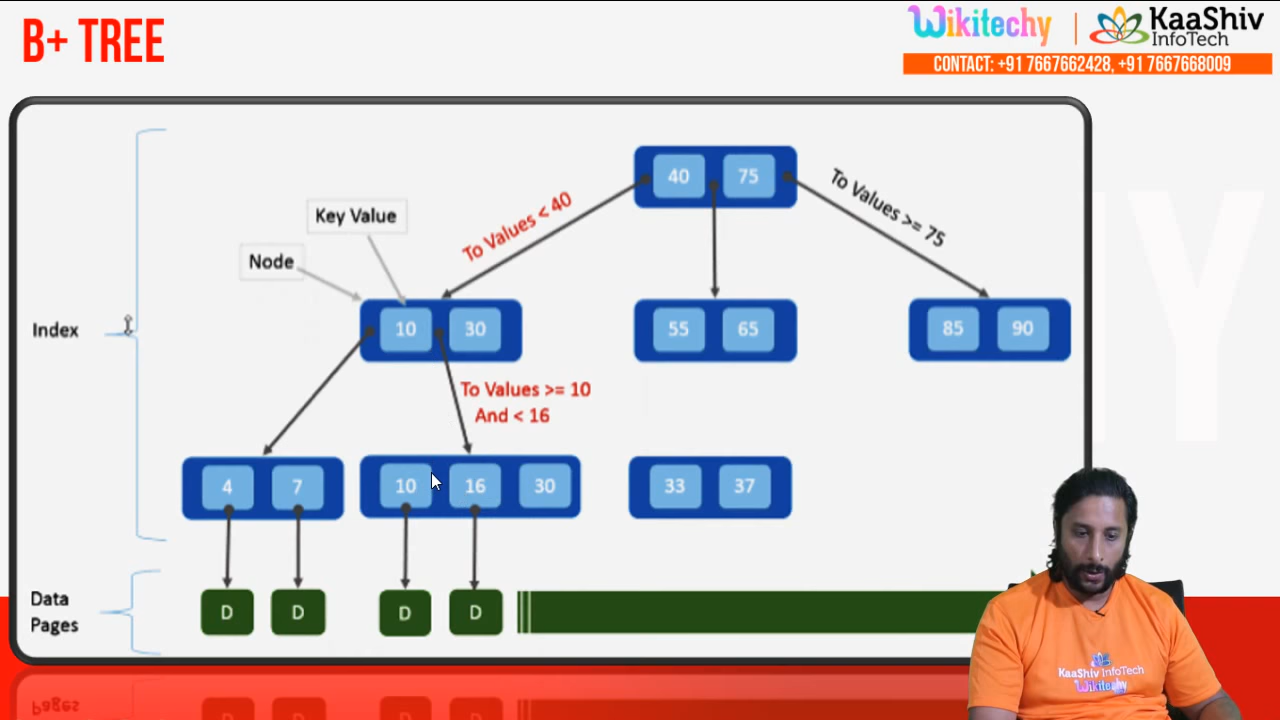 B+ TREE
Wikitechy
KaaShiv
InfoTech
CONTACT: +91 7667662428, +91 7667668009
40 75
To Values < 40
To Values >= 75
Key Value
Node
Index
10 30
55 65
85 90
To Values >= 10
And < 16
4 7
10 16 30
33 37
Data
Pages
D D D D
KaaShiv InfoTech
Wikitechy
Pages